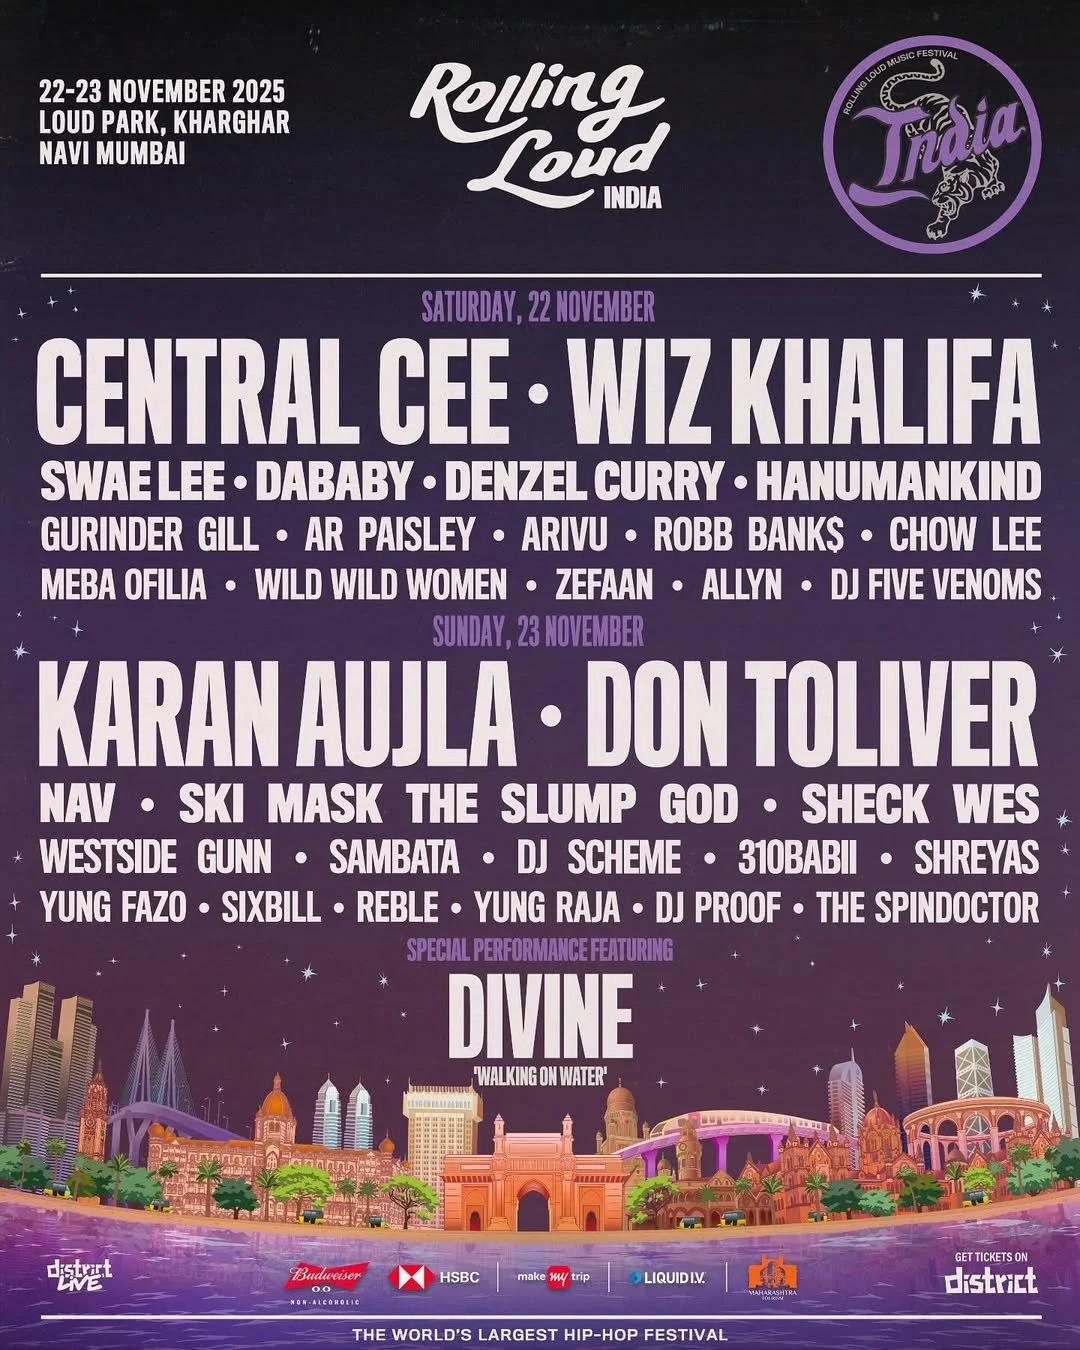 22-23 NOVEMBER 2025
LOUD PARK, KHARGHAR
NAVI MUMBAI
Rolling
Loud
INDIA
ROLLING LOUD MUSIC FESTIVAL
India
SATURDAY, 22 NOVEMBER
CENTRAL CEE • WIZ KHALIFA
SWAE LEE • DABABY • DENZEL CURRY • HANUMANKIND
GURINDER GILL • AR PAISLEY • ARIVU • ROBB BANK$ • CHOW LEE
MEBA OFILIA • WILD WILD WOMEN • ZEFAAN • ALLYN • DJ FIVE VENOMS
SUNDAY, 23 NOVEMBER
KARAN AUJLA • DON TOLIVER
NAV • SKI MASK THE SLUMP GOD • SHECK WES
WESTSIDE GUNN • SAMBATA • DJ SCHEME • 310BABII • SHREYAS
YUNG FAZO • SIXBILL • REBLE • YUNG RAJA • DJ PROOF • THE SPINDOCTOR
SPECIAL PERFORMANCE FEATURING
DIVINE
'WALKING ON WATER'
district
LIVE
Budweiser
0.0
NON-ALCOHOLIC
HSBC
make my trip
LIQUID I.V.
MAHARASHTRA
TOURISM
GET TICKETS ON
district
THE WORLD'S LARGEST HIP-HOP FESTIVAL